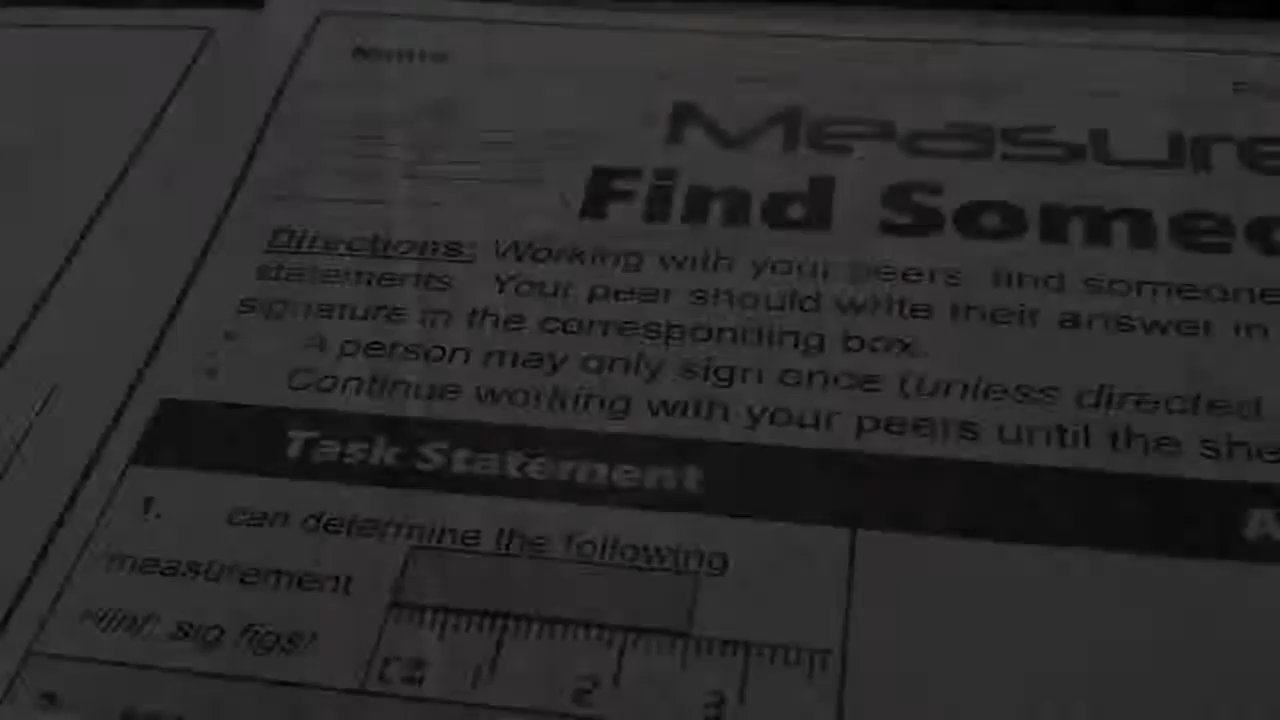 Name
Measure
Find Someo
Directions: Working with your peers, find someone
statements. Your peer should write their answer in
signature in the corresponding box.
• A person may only sign once (unless directed
• Continue working with your peers until the she
Task Statement
A
1. can determine the following
measurement
Hint: sig figs!
cm 1 2 3